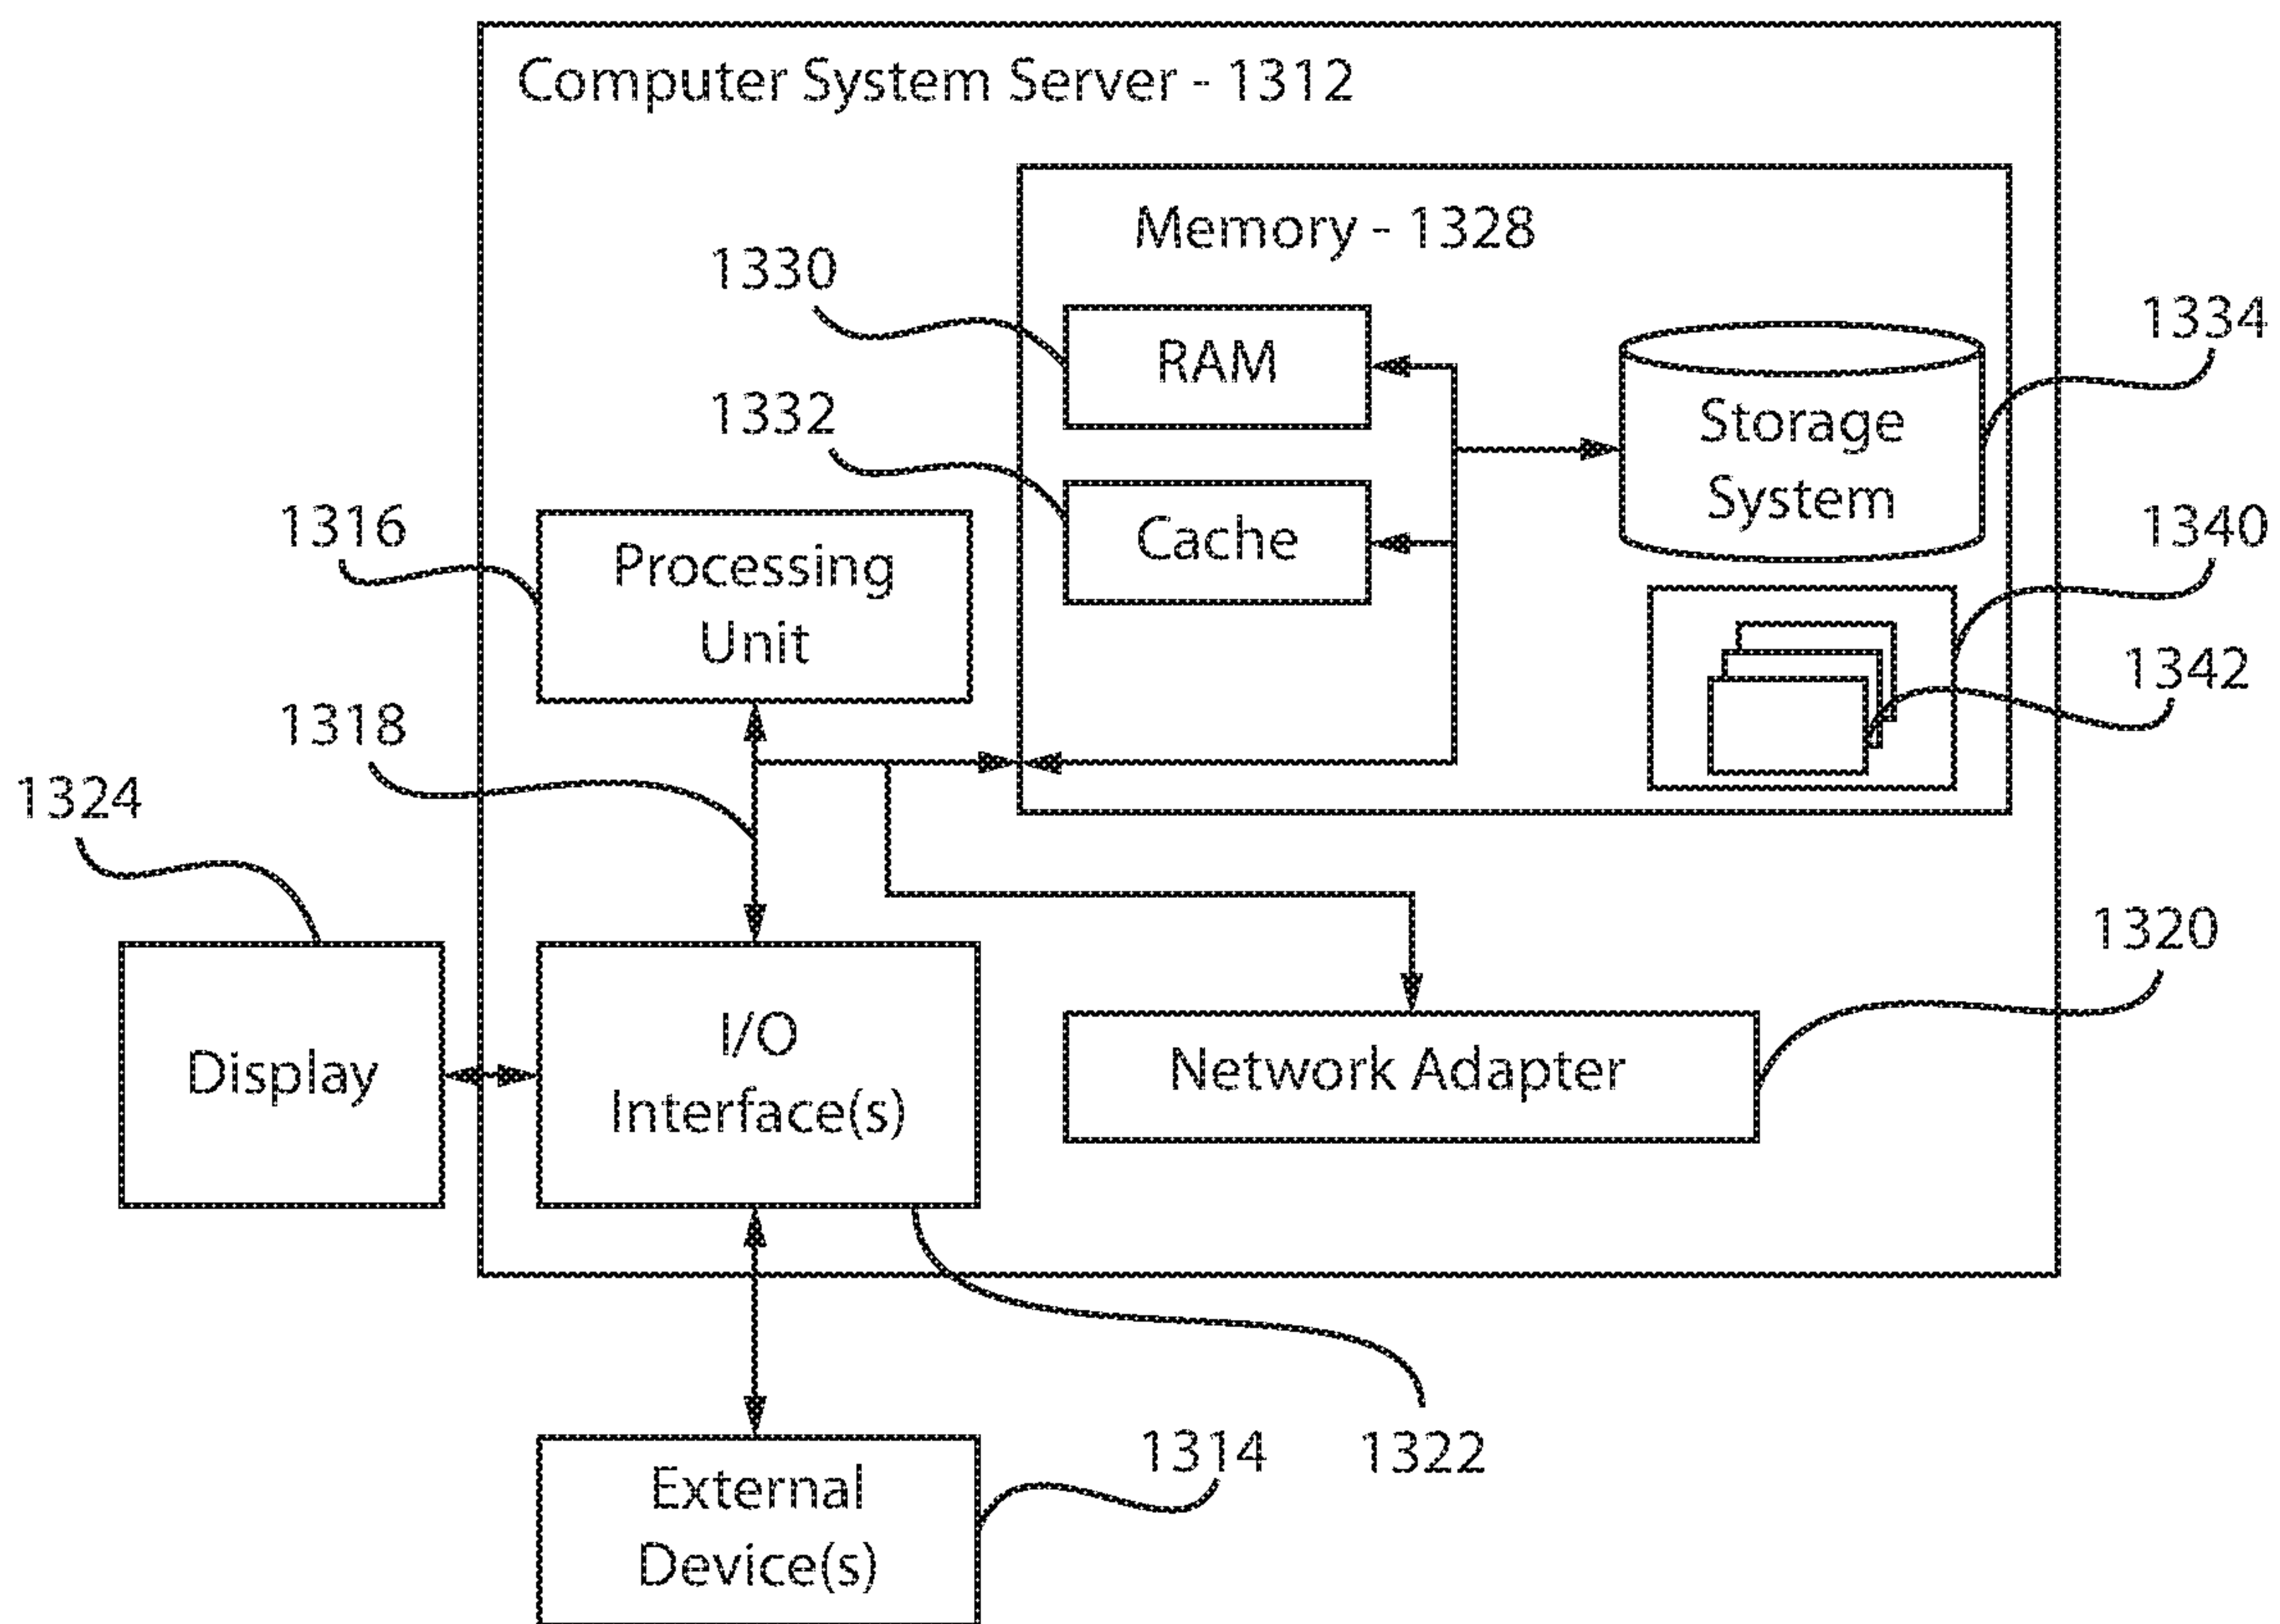 Computer System Server - 1312
Memory - 1328
1330
RAM
1334
1332
Storage
System
Cache
1316
Processing
Unit
1340
1342
1318
1324
1320
Display
I/O
Interface(s)
Network Adapter
1314
1322
External
Device(s)